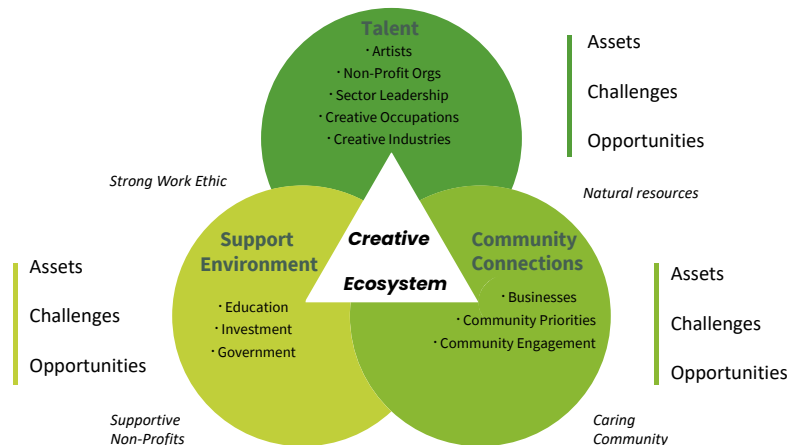 Talent
· Artists
· Non-Profit Orgs
· Sector Leadership
· Creative Occupations
· Creative Industries
Assets
Challenges
Opportunities
Strong Work Ethic
Natural resources
Support
Environment
· Education
· Investment
· Government
Creative
Ecosystem
Community
Connections
· Businesses
· Community Priorities
· Community Engagement
Assets
Challenges
Opportunities
Assets
Challenges
Opportunities
Supportive
Non-Profits
Caring
Community